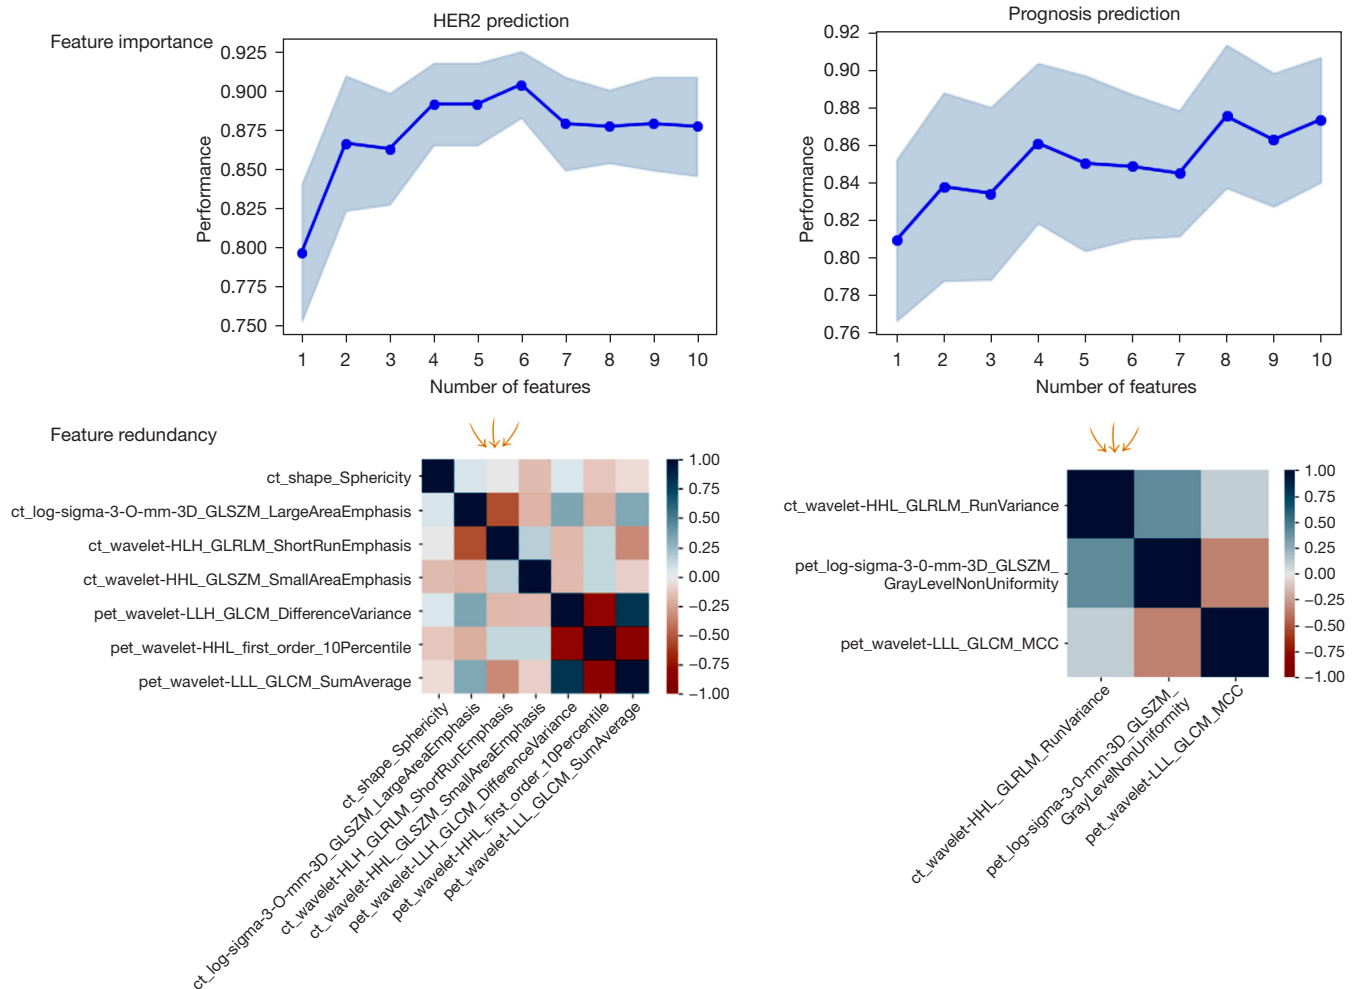 HER2 prediction
Feature importance
0.925
0.900
0.875
0.850
0.825
0.800
0.775
0.750
Performance
1 2 3 4 5 6 7 8 9 10
Number of features
Prognosis prediction
0.92
0.90
0.88
0.86
0.84
0.82
0.80
0.78
0.76
Performance
1 2 3 4 5 6 7 8 9 10
Number of features
Feature redundancy
ct_shape_Sphericity
ct_log-sigma-3-O-mm-3D_GLSZM_LargeAreaEmphasis
ct_wavelet-HLH_GLRLM_ShortRunEmphasis
ct_wavelet-HHL_GLSZM_SmallAreaEmphasis
pet_wavelet-LLH_GLCM_DifferenceVariance
pet_wavelet-HHL_first_order_10Percentile
pet_wavelet-LLL_GLCM_SumAverage
1.00
0.75
0.50
0.25
0.00
−0.25
−0.50
−0.75
−1.00
ct_shape_Sphericity
ct_log-sigma-3-O-mm-3D_GLSZM_LargeAreaEmphasis
ct_wavelet-HLH_GLRLM_ShortRunEmphasis
ct_wavelet-HHL_GLSZM_SmallAreaEmphasis
pet_wavelet-LLH_GLCM_DifferenceVariance
pet_wavelet-HHL_first_order_10Percentile
pet_wavelet-LLL_GLCM_SumAverage
ct_wavelet-HHL_GLRLM_RunVariance
pet_log-sigma-3-0-mm-3D_GLSZM_
GrayLevelNonUniformity
pet_wavelet-LLL_GLCM_MCC
1.00
0.75
0.50
0.25
0.00
−0.25
−0.50
−0.75
−1.00
ct_wavelet-HHL_GLRLM_RunVariance
pet_log-sigma-3-0-mm-3D_GLSZM_
GrayLevelNonUniformity
pet_wavelet-LLL_GLCM_MCC